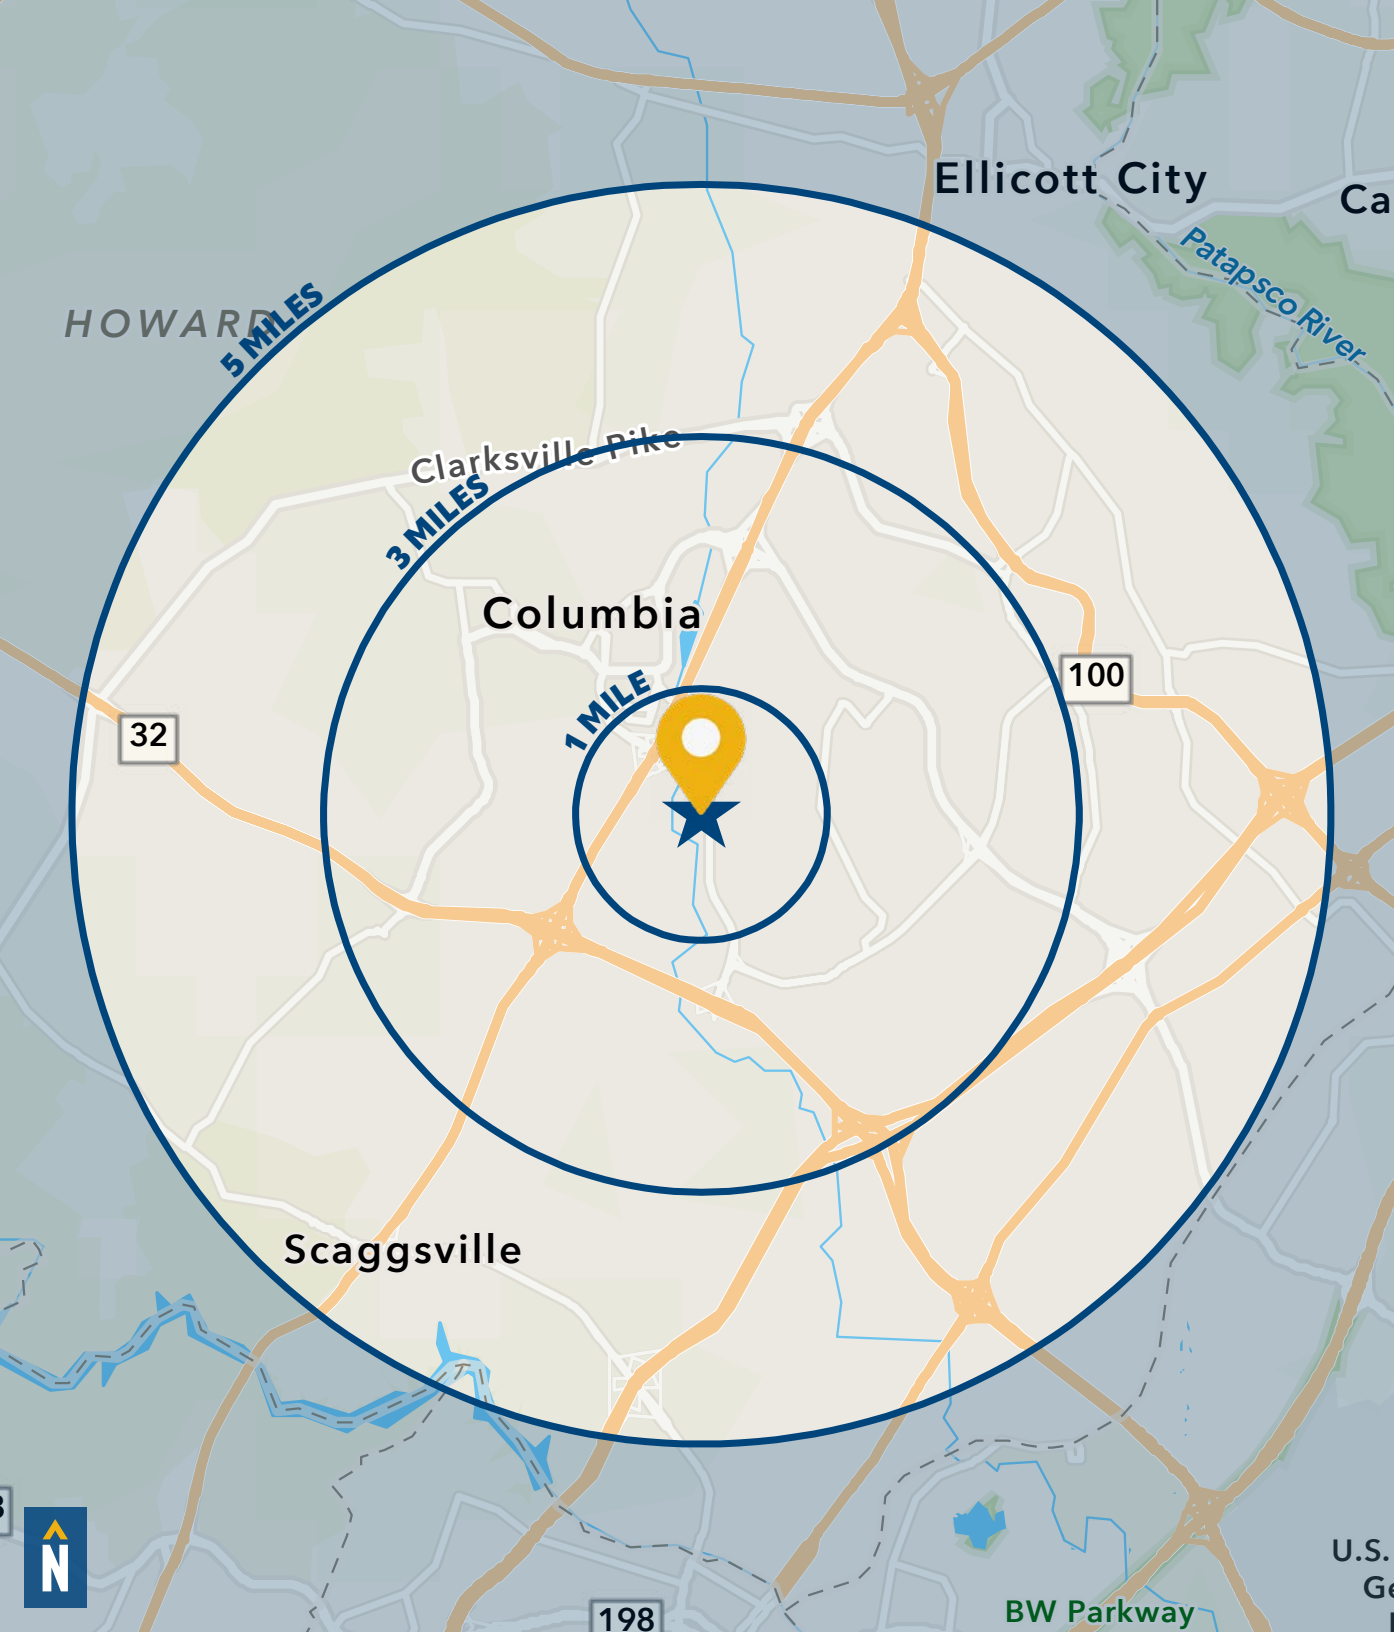 Ellicott City
Ca
Patapsco River
HOWARD
5 MILES
Clarksville Pike
3 MILES
Columbia
1 MILE
100
32
Scaggsville
N
U.S.
Ge
BW Parkway
198